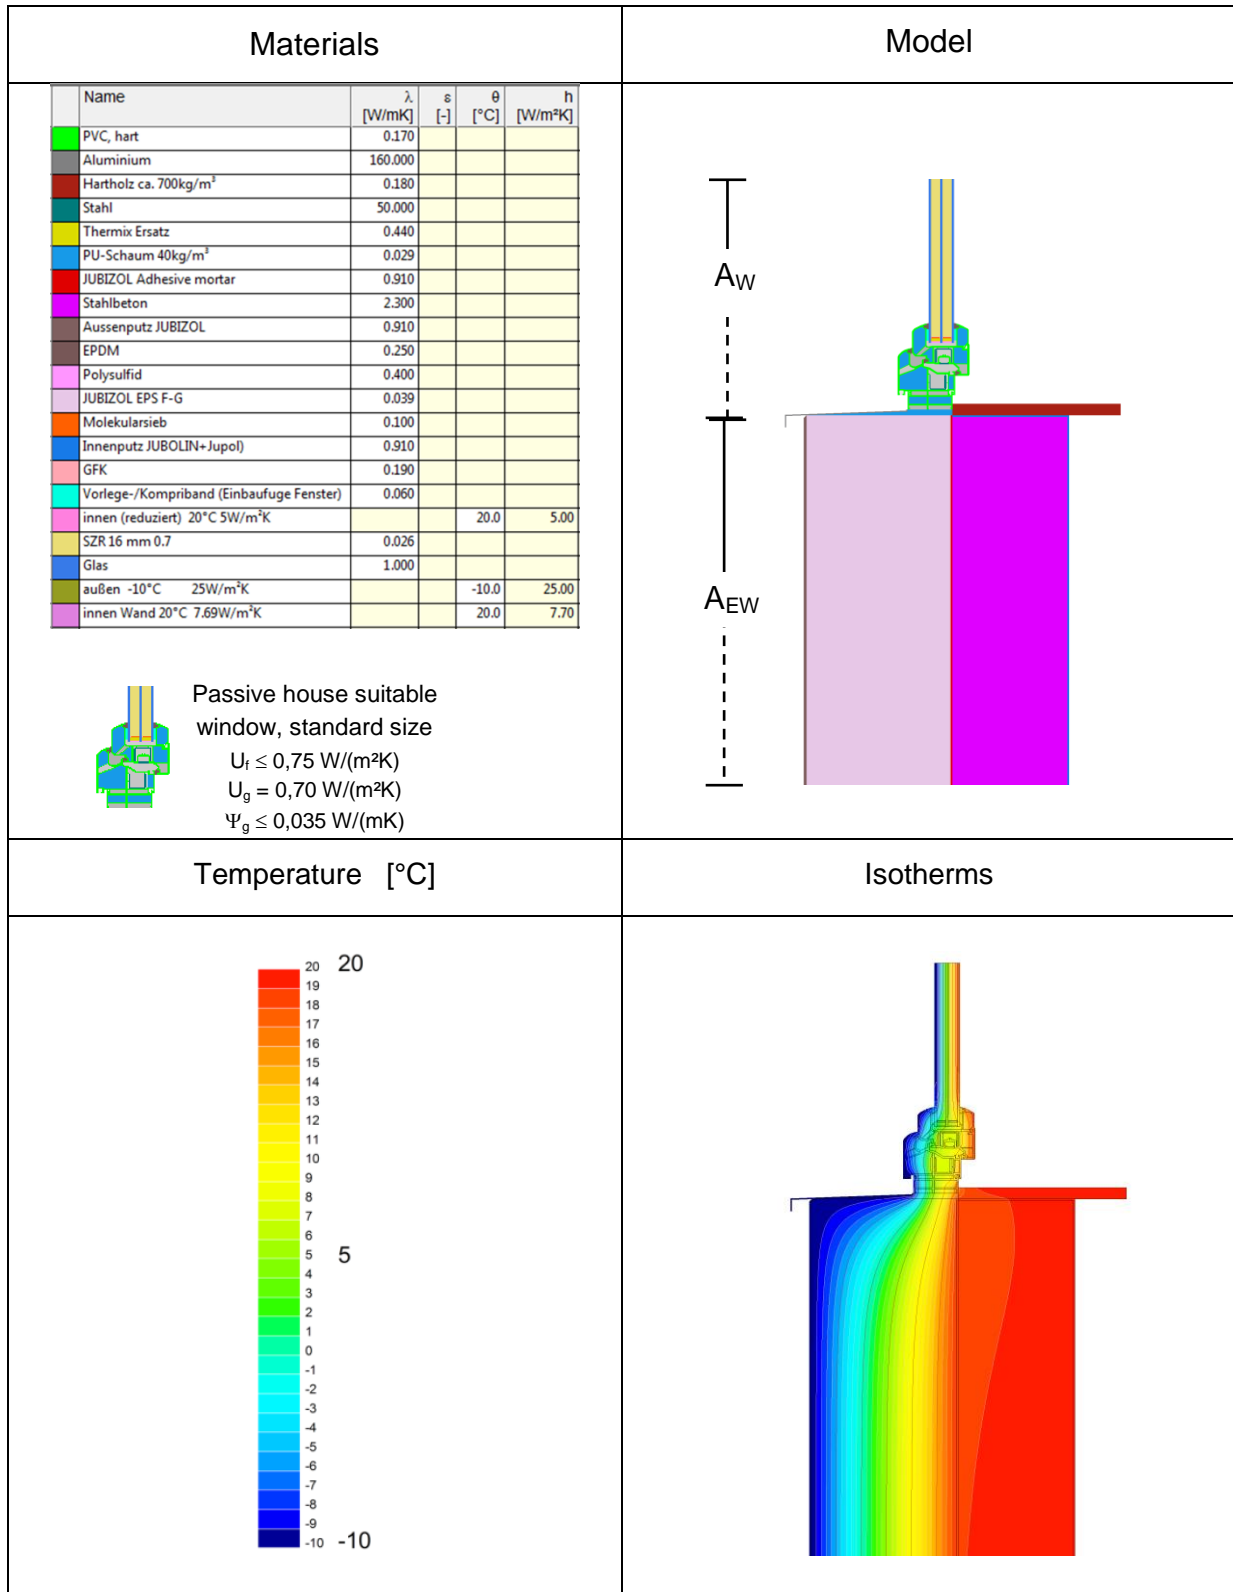 Materials
Model
Name λ ε θ h
[W/mK] [-] [°C] [W/m²K]
PVC, hart 0.170
Aluminium 160.000
Hartholz ca. 700kg/m³ 0.180
Stahl 50.000
Thermix Ersatz 0.440
PU-Schaum 40kg/m³ 0.029
JUBIZOL Adhesive mortar 0.910
Stahlbeton 2.300
Aussenputz JUBIZOL 0.910
EPDM 0.250
Polysulfid 0.400
JUBIZOL EPS F-G 0.039
Molekularsieb 0.100
Innenputz JUBOLIN+Jupol) 0.910
GFK 0.190
Vorlege-/Kompriband (Einbaufuge Fenster) 0.060
innen (reduziert) 20°C 5W/m²K 20.0 5.00
SZR 16 mm 0.7 0.026
Glas 1.000
außen -10°C 25W/m²K -10.0 25.00
innen Wand 20°C 7.69W/m²K 20.0 7.70
Passive house suitable
window, standard size
Uf ≤ 0,75 W/(m²K)
Ug = 0,70 W/(m²K)
Ψg ≤ 0,035 W/(mK)
AW
AEW
Temperature [°C]
Isotherms
20 20
19
18
17
16
15
14
13
12
11
10
9
8
7
6
5 5
4
3
2
1
0
-1
-2
-3
-4
-5
-6
-7
-8
-9
-10 -10